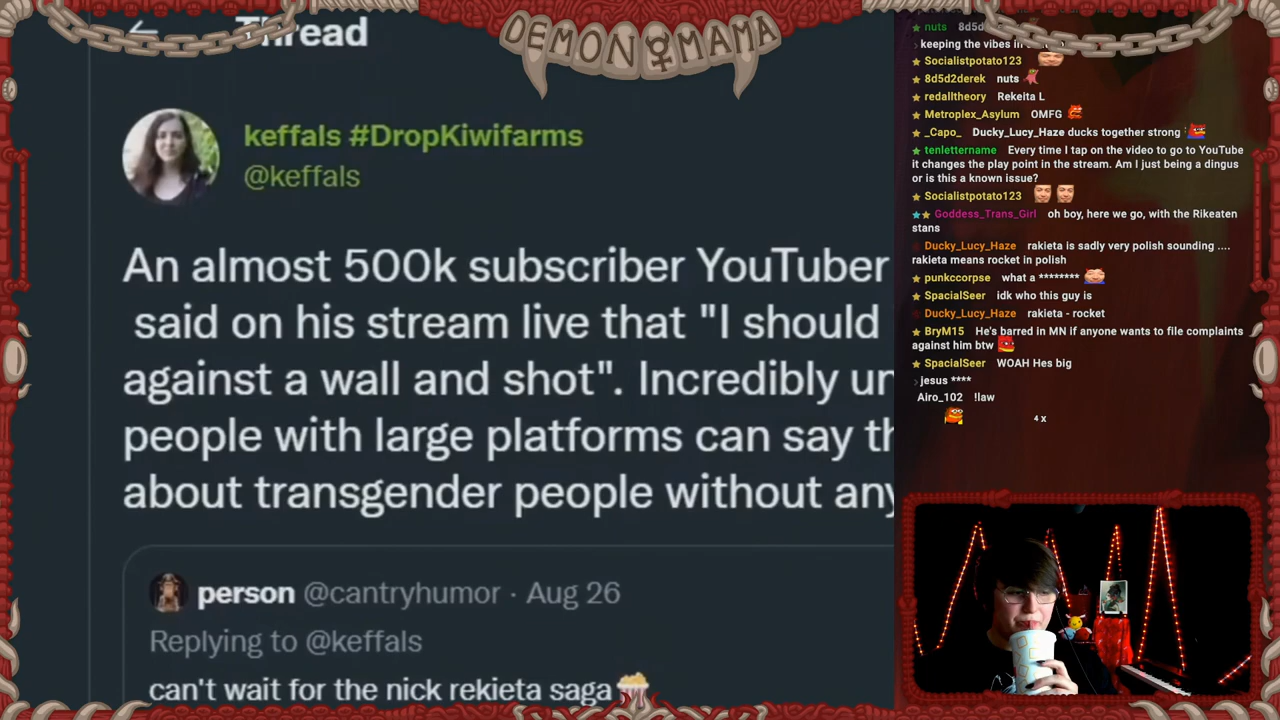 DEMON MAMA
Thread
keffals #DropKiwifarms
@keffals
An almost 500k subscriber YouTuber
said on his stream live that "I should
against a wall and shot". Incredibly un
people with large platforms can say th
about transgender people without any
person @cantryhumor · Aug 26
Replying to @keffals
can't wait for the nick rekieta saga🍿
nuts 8d5d
keeping the vibes in
Socialistpotato123
8d5d2derek nuts
redalltheory Rekeita L
Metroplex_Asylum OMFG
_Capo_ Ducky_Lucy_Haze ducks together strong
tenlettername Every time I tap on the video to go to YouTube
it changes the play point in the stream. Am I just being a dingus
or is this a known issue?
Socialistpotato123
Goddess_Trans_Girl oh boy, here we go, with the Rikeaten
stans
Ducky_Lucy_Haze rakieta is sadly very polish sounding ....
rakieta means rocket in polish
punkccorpse what a ********
SpacialSeer idk who this guy is
Ducky_Lucy_Haze rakieta - rocket
BryM15 He's barred in MN if anyone wants to file complaints
against him btw
SpacialSeer WOAH Hes big
jesus ****
Airo_102 !law
4 x